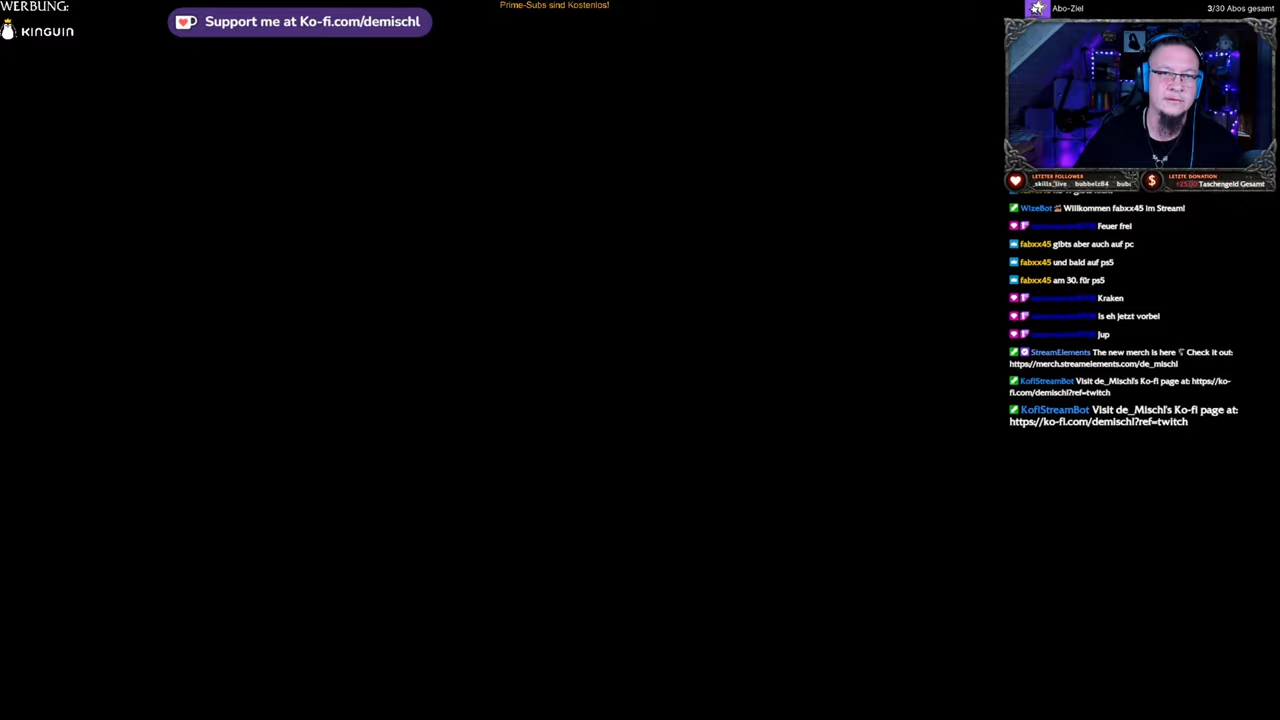 WERBUNG:
KINGUIN
Support me at Ko-fi.com/demischl
Prime-Subs sind Kostenlos!
Abo-Ziel
3/30 Abos gesamt
LETZTER FOLLOWER
_skills_live bubbelz84
LETZTE DONATION
Taschengeld Gesamt
WizeBot Willkommen fabxx45 im Stream!
Feuer frei
fabxx45 gibts aber auch auf pc
fabxx45 und bald auf ps5
fabxx45 am 30. für ps5
Kraken
Is eh jetzt vorbei
Jup
StreamElements The new merch is here Check it out:
https://merch.streamelements.com/de_mischl
KofiStreamBot Visit de_Mischl's Ko-fi page at: https://ko-
fi.com/demischl?ref=twitch
KofiStreamBot Visit de_Mischl's Ko-fi page at:
https://ko-fi.com/demischl?ref=twitch